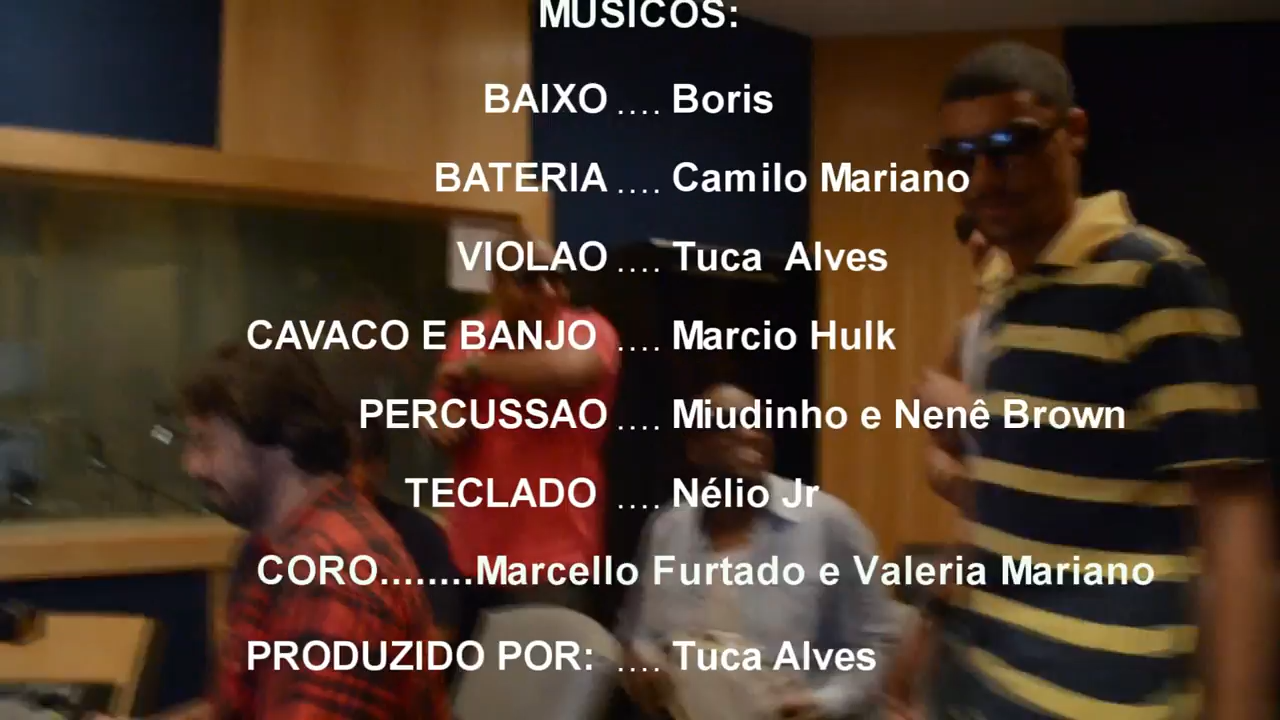 MUSICOS:
BAIXO .... Boris
BATERIA .... Camilo Mariano
VIOLAO .... Tuca Alves
CAVACO E BANJO .... Marcio Hulk
PERCUSSAO .... Miudinho e Nenê Brown
TECLADO .... Nélio Jr
CORO........Marcello Furtado e Valeria Mariano
PRODUZIDO POR: .... Tuca Alves